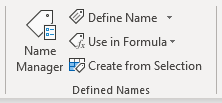 Name
Manager
Define Name
Use in Formula
Create from Selection
Defined Names